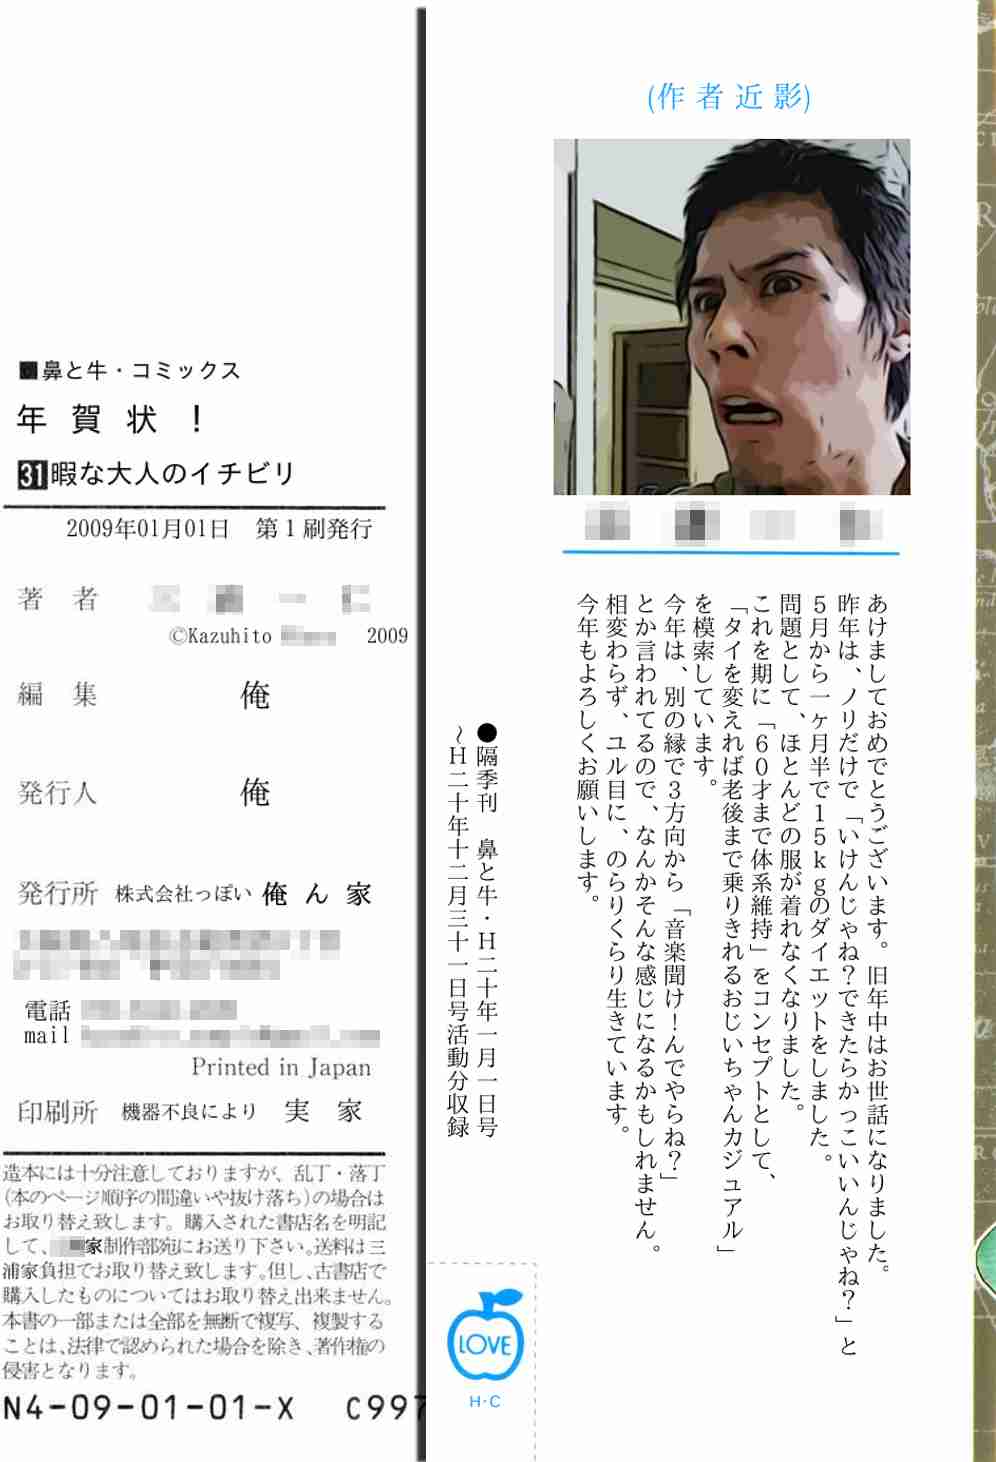 (作者近影)
あけましておめでとうございます。旧年中はお世話になりました。
昨年は、ノリだけで「いけんじゃね?できたらかっこいいんじゃね?」と
5月から一ヶ月半で15kgのダイエットをしました。
問題として、ほとんどの服が着れなくなりました。
これを期に「60才まで体系維持」をコンセプトとして、
「タイを変えれば老後まで乗りきれるおじいちゃんカジュアル」
を模索しています。
今年は、別の縁で3方向から「音楽聞け!んでやらね?」
とか言われてるので、なんかそんな感じになるかもしれません。
相変わらず、ユル目に、のらりくらり生きています。
今年もよろしくお願いします。
●隔季刊 鼻と牛・H二十年一月一日号
~H二十年十二月三十一日号活動分収録
LOVE
H·C
■鼻と牛・コミックス
年賀状!
31暇な大人のイチビリ
2009年01月01日 第1刷発行
著者 一
©Kazuhito 2009
編集 俺
発行人 俺
発行所 株式会社っぽい 俺ん家
電話
mail
Printed in Japan
印刷所 機器不良により 実家
造本には十分注意しておりますが、乱丁・落丁
(本のページ順序の間違いや抜け落ち)の場合は
お取り替え致します。購入された書店名を明記
して、家制作部宛にお送り下さい。送料は三
浦家負担でお取り替え致します。但し、古書店で
購入したものについてはお取り替え出来ません。
本書の一部または全部を無断で複写、複製する
ことは、法律で認められた場合を除き、著作権の
侵害となります。
N4-09-01-01-X C997